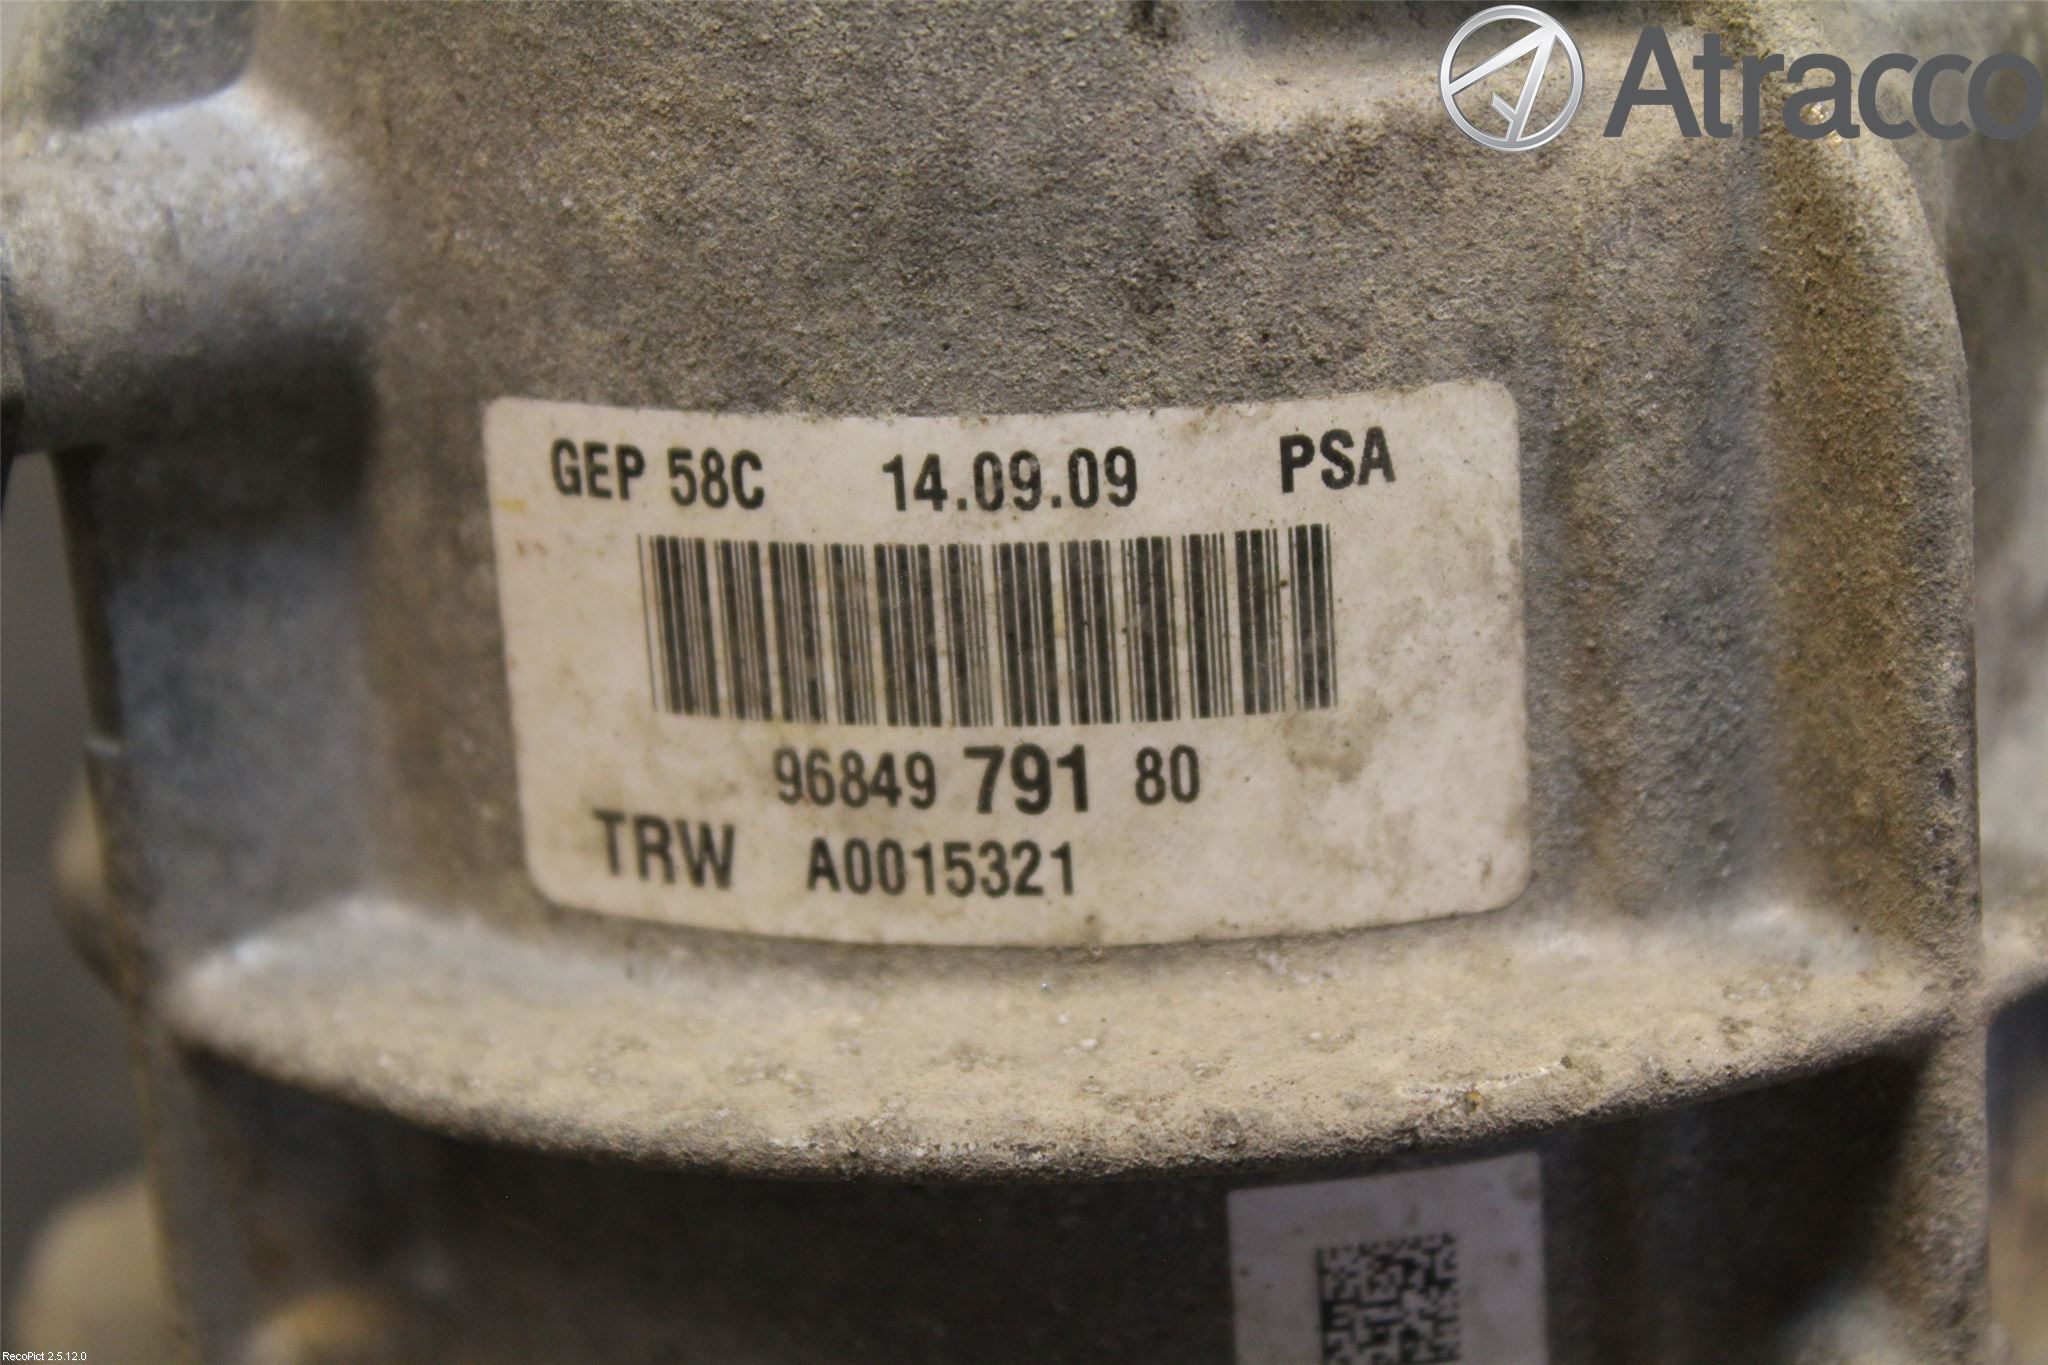 Atracco
GEP 58C 14.09.09 PSA
96849 791 80
TRW A0015321
RecoPict 2.5.12.0